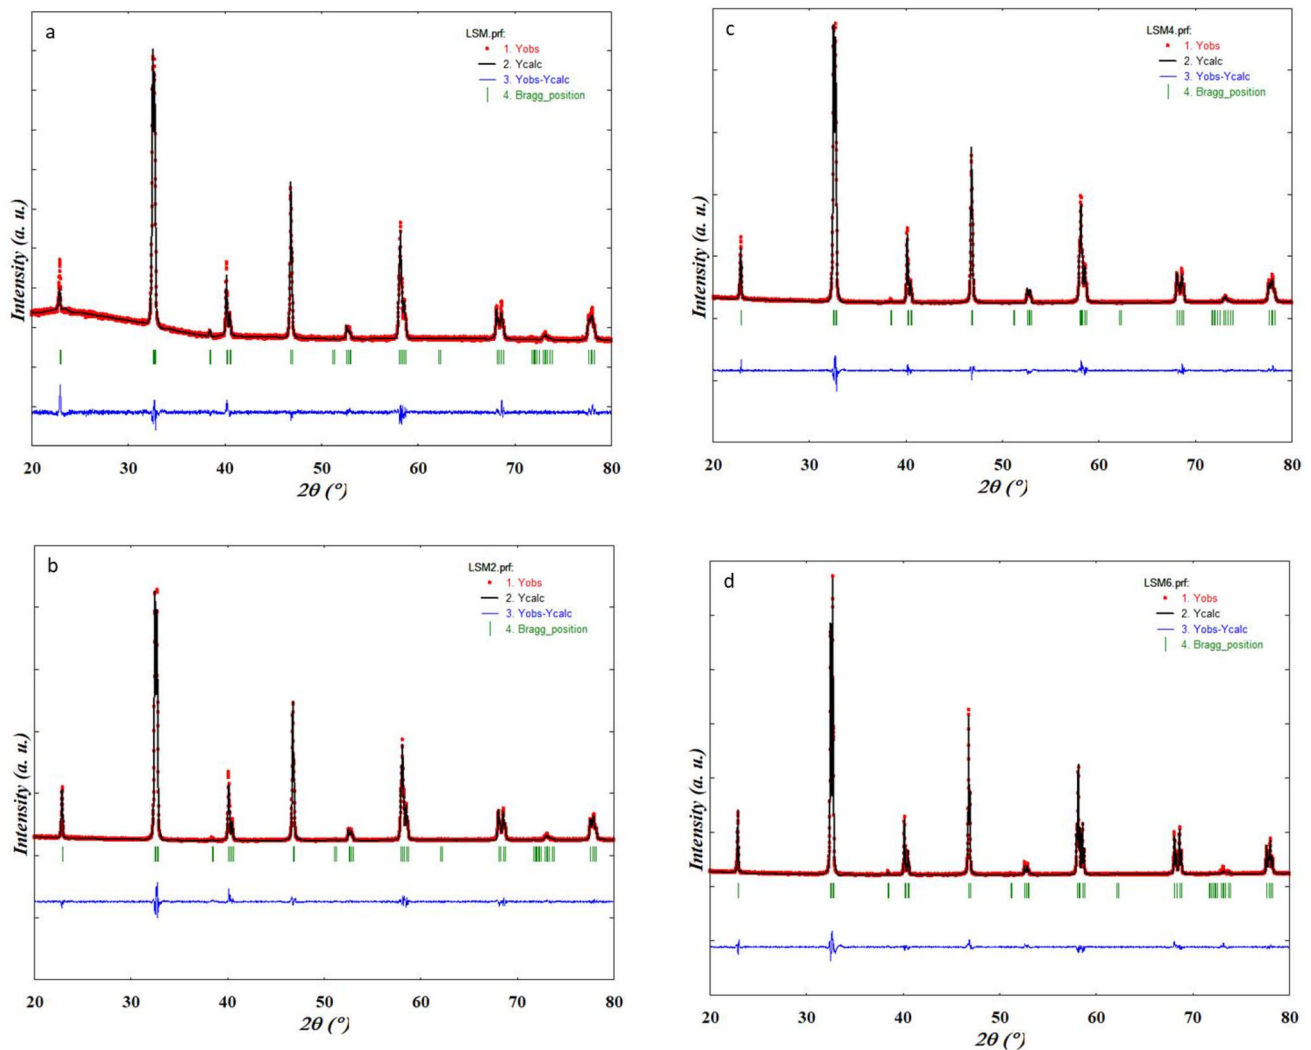 a
LSM.prf:
1. Yobs
2. Ycalc
3. Yobs-Ycalc
4. Bragg_position
Intensity (a. u.)
20 30 40 50 60 70 80
2θ (°)
c
LSM4.prf:
1. Yobs
2. Ycalc
3. Yobs-Ycalc
4. Bragg_position
Intensity (a. u.)
20 30 40 50 60 70 80
2θ (°)
b
LSM2.prf:
1. Yobs
2. Ycalc
3. Yobs-Ycalc
4. Bragg_position
Intensity (a. u.)
20 30 40 50 60 70 80
2θ (°)
d
LSM6.prf:
1. Yobs
2. Ycalc
3. Yobs-Ycalc
4. Bragg_position
Intensity (a. u.)
20 30 40 50 60 70 80
2θ (°)